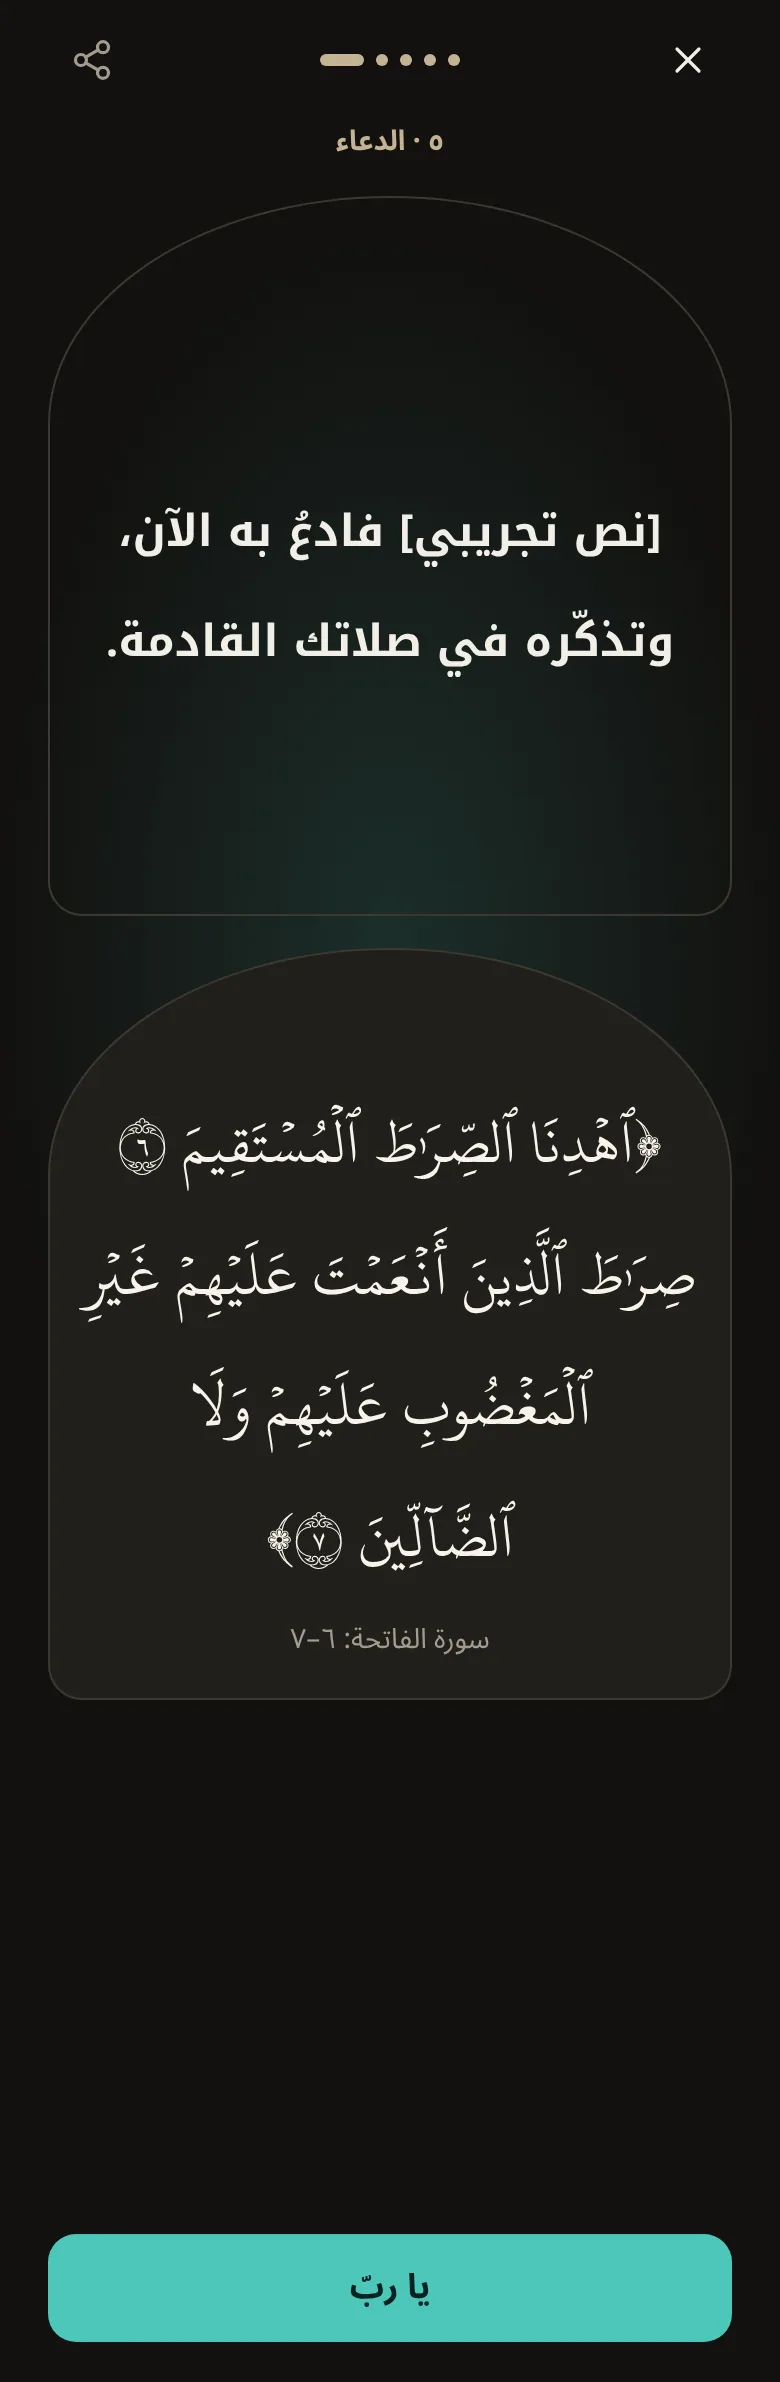 ٥ · الدعاء
[نص تجريبي] فادعُ به الآن،
وتذكّره في صلاتك القادمة.
﴿ٱهۡدِنَا ٱلصِّرَٰطَ ٱلۡمُسۡتَقِيمَ ٦
صِرَٰطَ ٱلَّذِينَ أَنۡعَمۡتَ عَلَيۡهِمۡ غَيۡرِ
ٱلۡمَغۡضُوبِ عَلَيۡهِمۡ وَلَا
ٱلضَّآلِّينَ ٧﴾
سورة الفاتحة: ٦–٧
يا ربّ